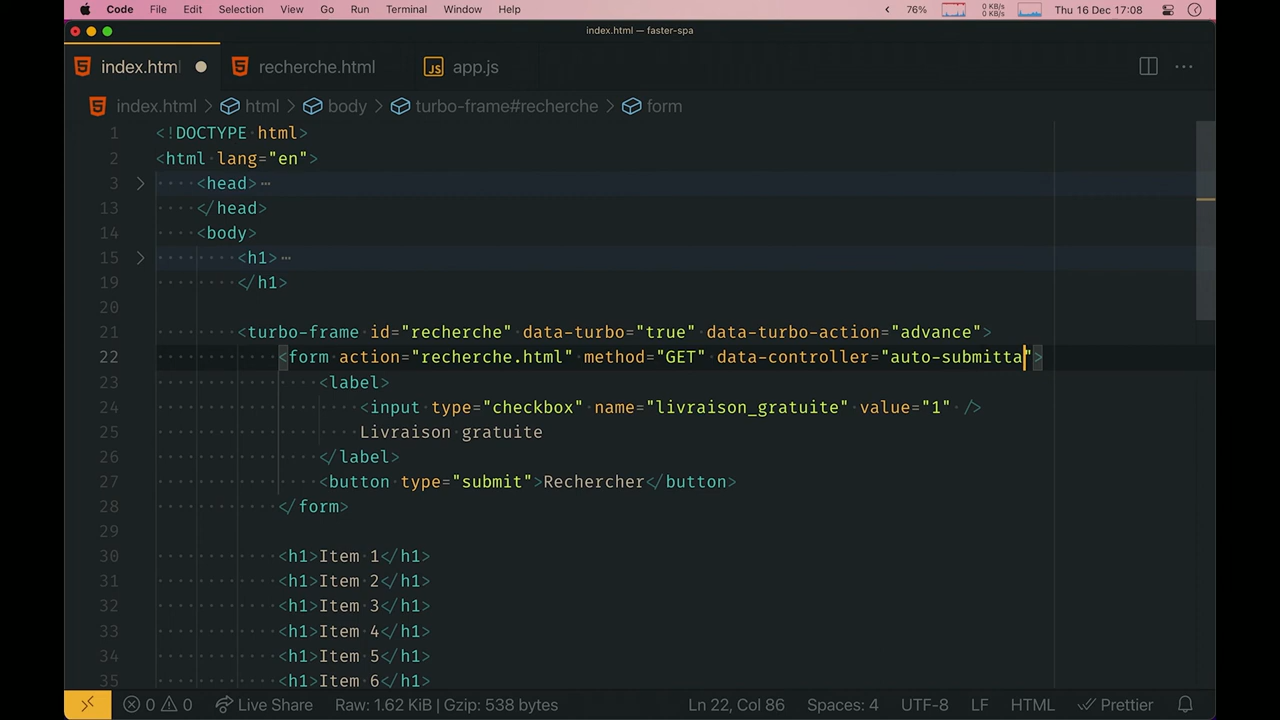 Code File Edit Selection View Go Run Terminal Window Help 76% 0 KB/s 0 KB/s Thu 16 Dec 17:08
index.html — faster-spa
index.html recherche.html JS app.js
index.html > html > body > turbo-frame#recherche > form
1 <!DOCTYPE html>
2 <html lang="en">
3 <head>
13 </head>
14 <body>
15 <h1>
19 </h1>
20
21 <turbo-frame id="recherche" data-turbo="true" data-turbo-action="advance">
22 <form action="recherche.html" method="GET" data-controller="auto-submitta">
23 <label>
24 <input type="checkbox" name="livraison_gratuite" value="1" />
25 Livraison gratuite
26 </label>
27 <button type="submit">Rechercher</button>
28 </form>
29
30 <h1>Item 1</h1>
31 <h1>Item 2</h1>
32 <h1>Item 3</h1>
33 <h1>Item 4</h1>
34 <h1>Item 5</h1>
35 <h1>Item 6</h1>
0 0 Live Share Raw: 1.62 KiB | Gzip: 538 bytes Ln 22, Col 86 Spaces: 4 UTF-8 LF HTML Prettier